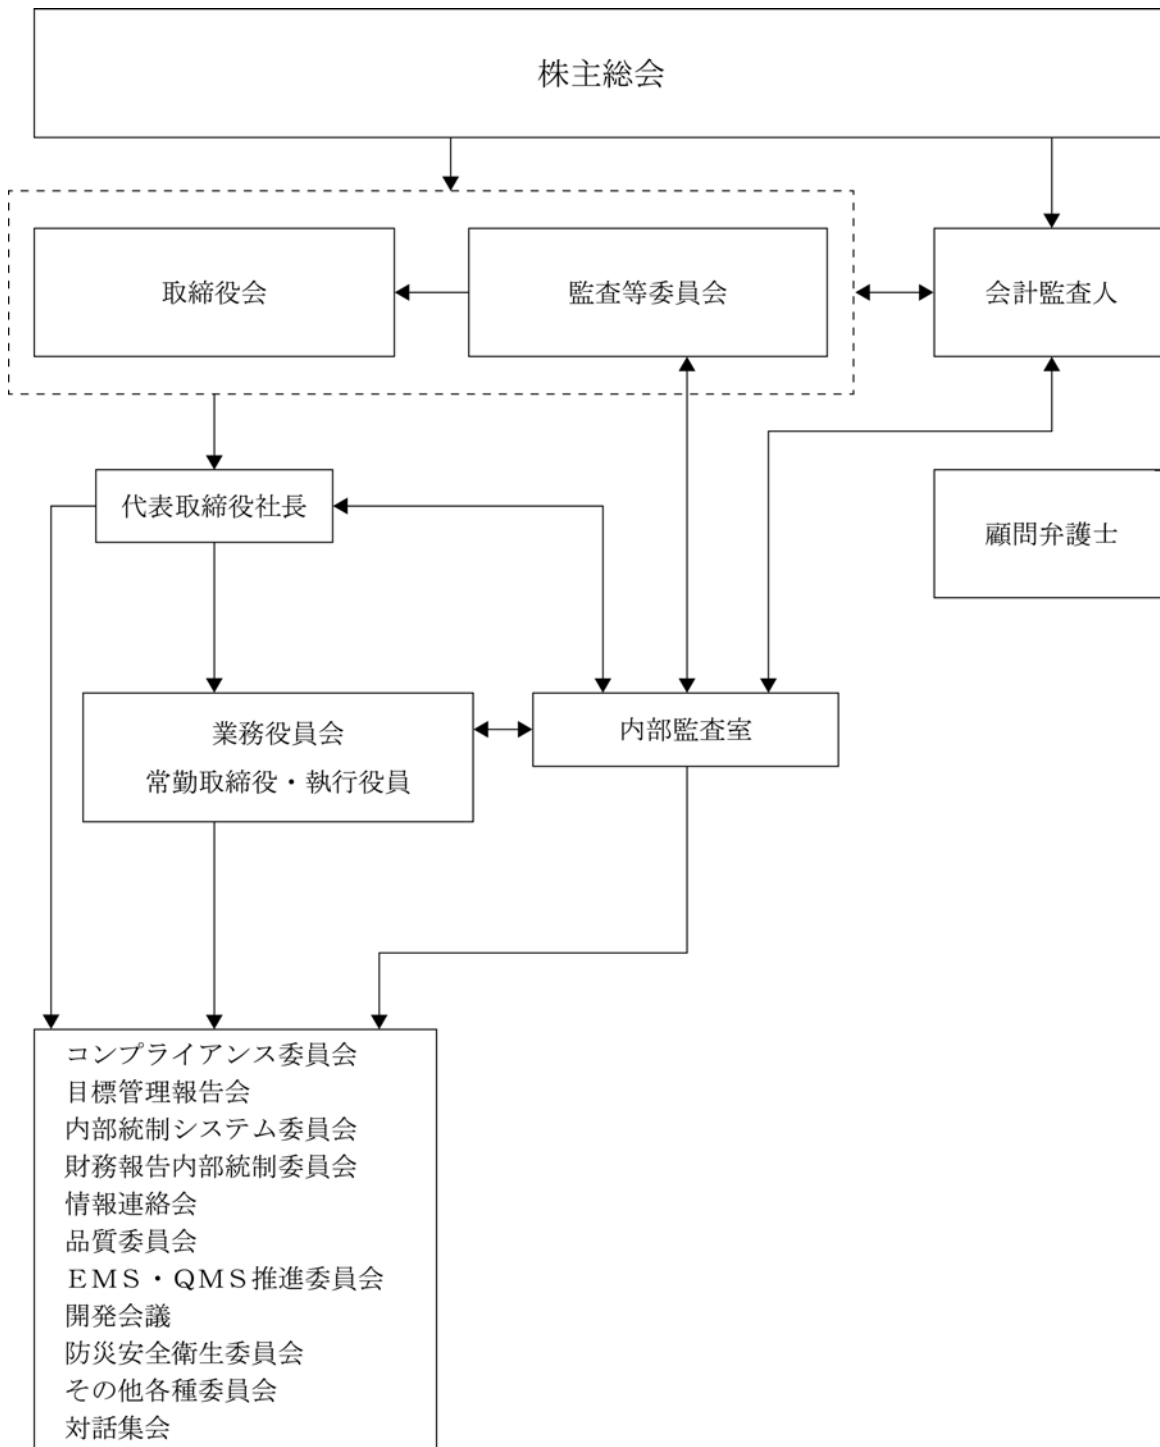 株主総会
取締役会
監査等委員会
会計監査人
代表取締役社長
顧問弁護士
業務役員会
常勤取締役・執行役員
内部監査室
コンプライアンス委員会
目標管理報告会
内部統制システム委員会
財務報告内部統制委員会
情報連絡会
品質委員会
ＥＭＳ・ＱＭＳ推進委員会
開発会議
防災安全衛生委員会
その他各種委員会
対話集会